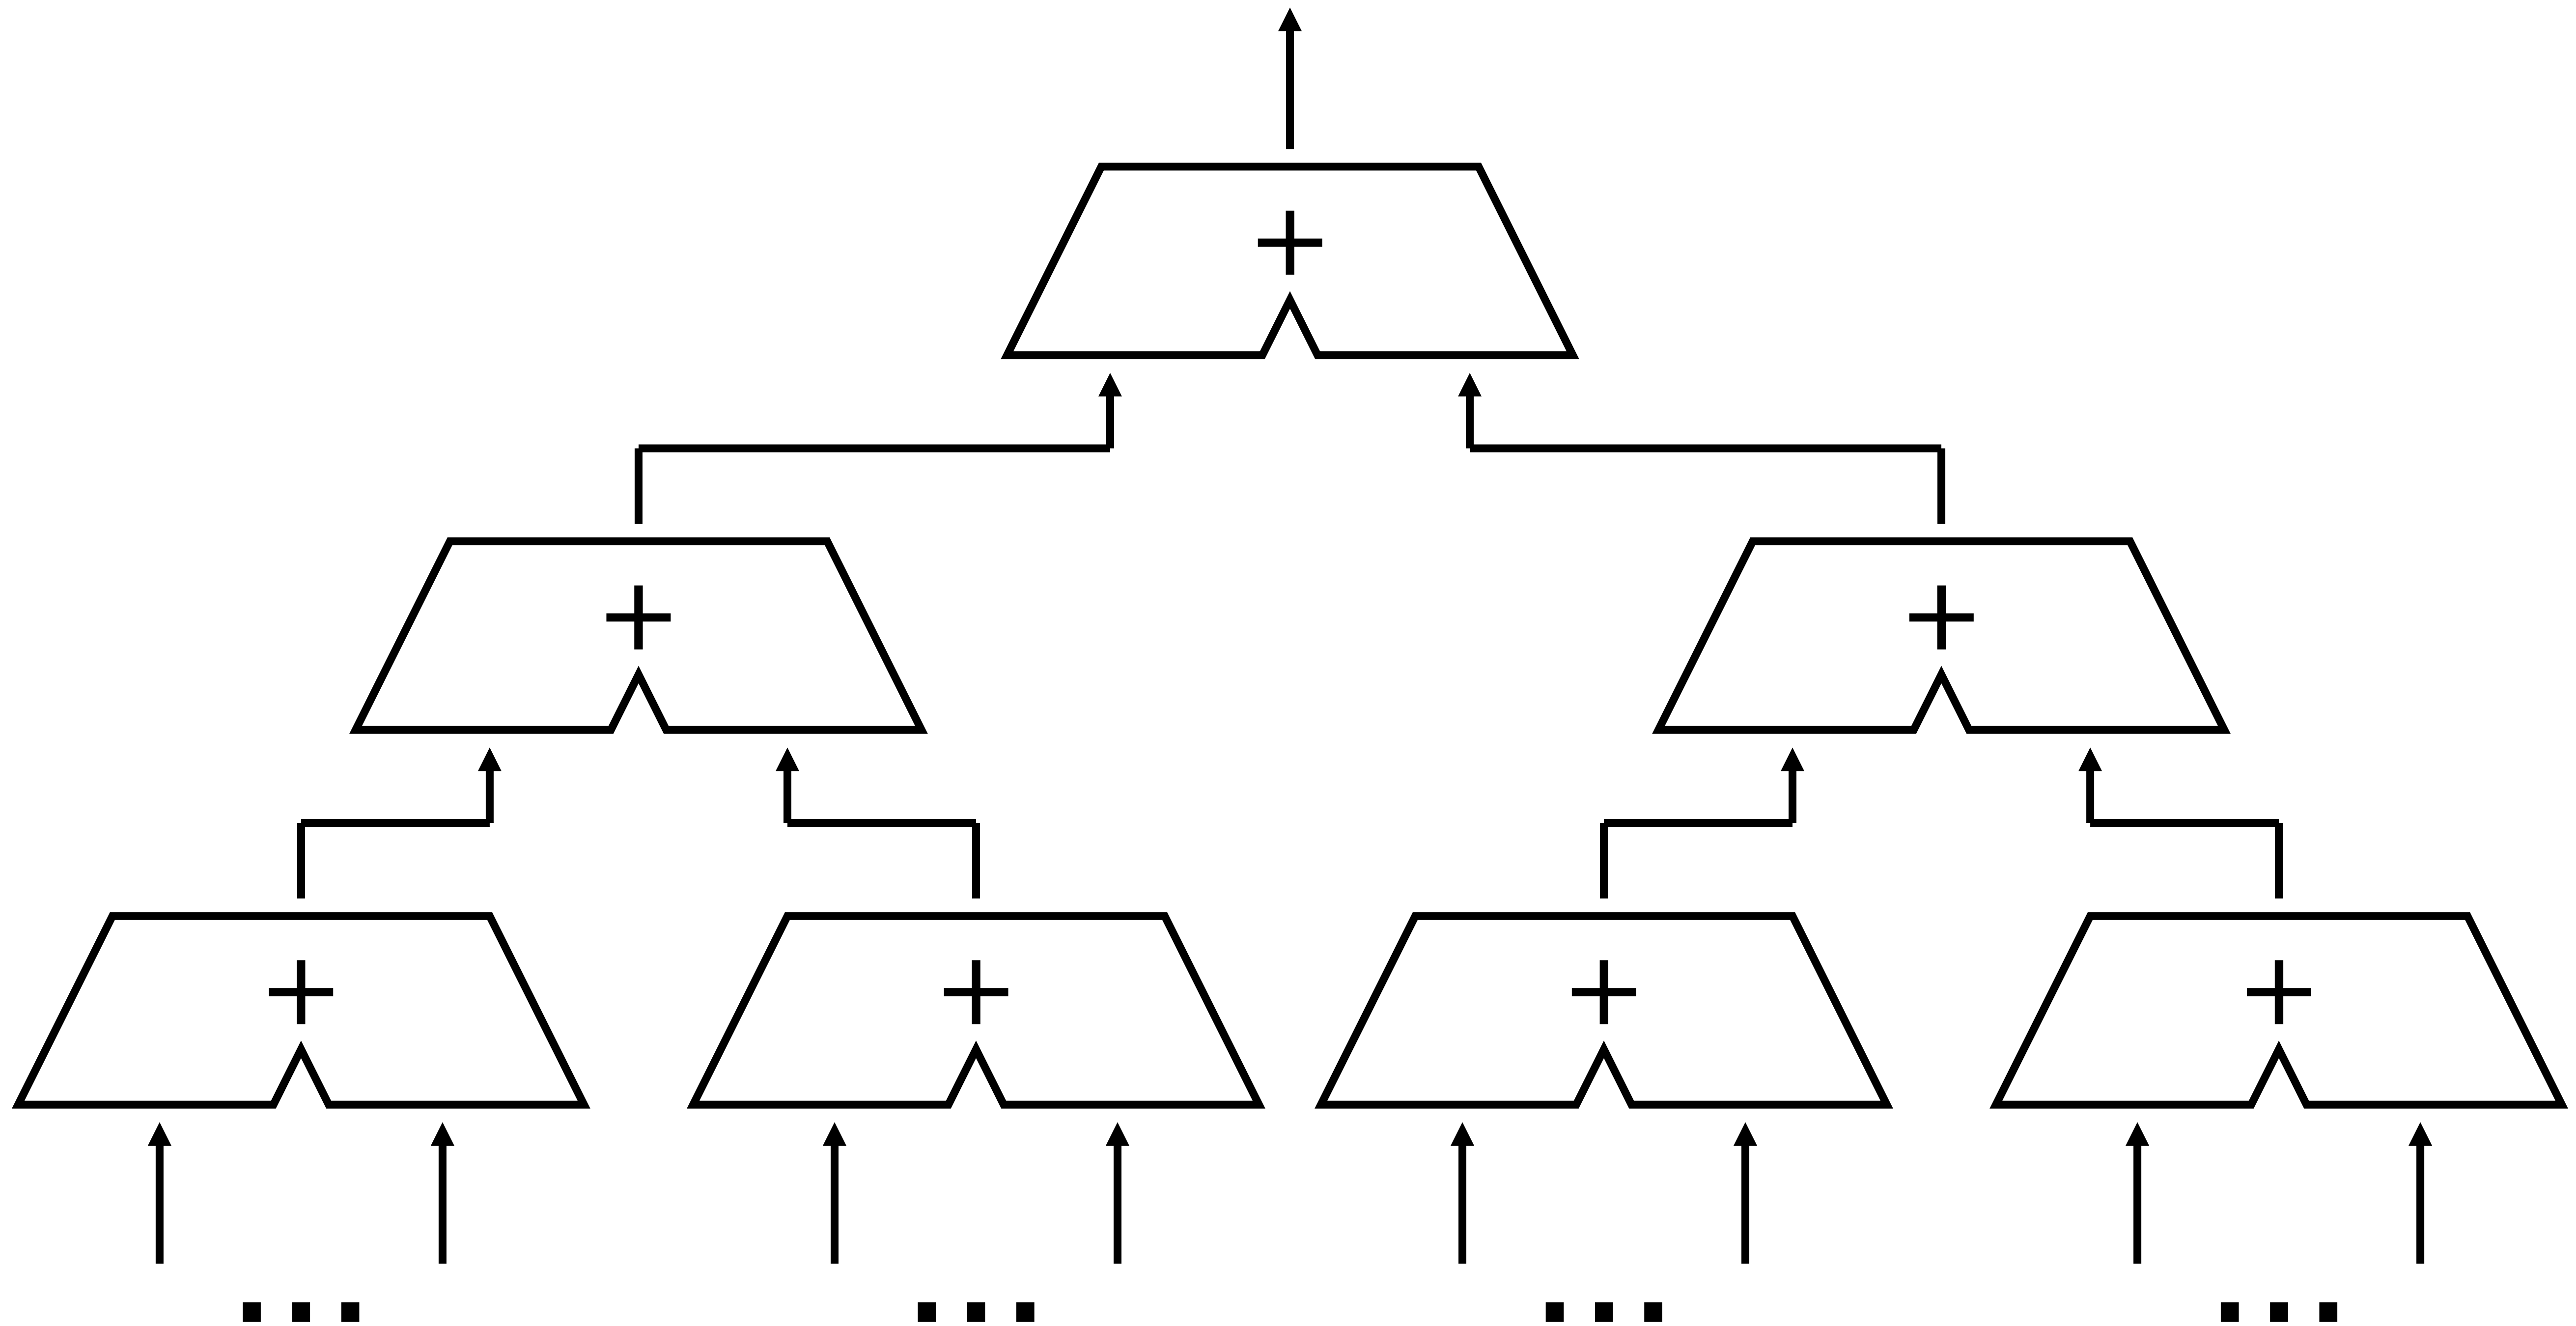 +
+ +
+ + + +
... ... ... ...